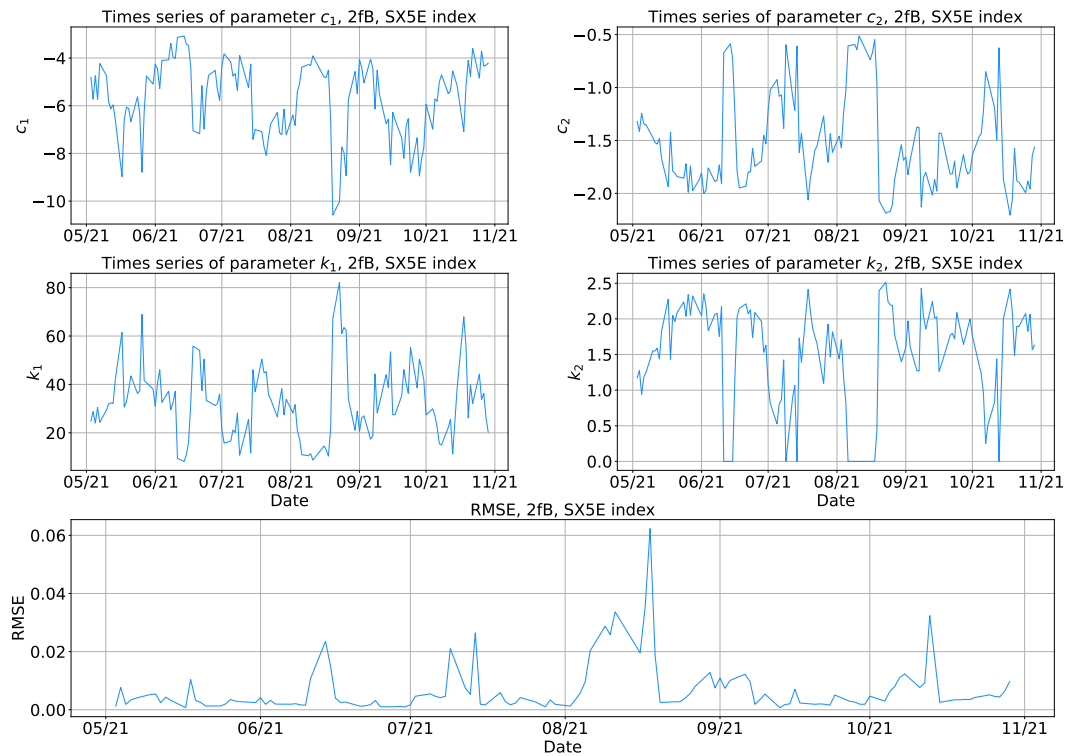 Times series of parameter c₁, 2fB, SX5E index
c₁
−4
−6
−8
−10
05/21 06/21 07/21 08/21 09/21 10/21 11/21
Times series of parameter c₂, 2fB, SX5E index
c₂
−0.5
−1.0
−1.5
−2.0
05/21 06/21 07/21 08/21 09/21 10/21 11/21
Times series of parameter k₁, 2fB, SX5E index
k₁
80
60
40
20
05/21 06/21 07/21 08/21 09/21 10/21 11/21
Date
Times series of parameter k₂, 2fB, SX5E index
k₂
2.5
2.0
1.5
1.0
0.5
0.0
05/21 06/21 07/21 08/21 09/21 10/21 11/21
Date
RMSE, 2fB, SX5E index
RMSE
0.06
0.04
0.02
0.00
05/21 06/21 07/21 08/21 09/21 10/21 11/21
Date